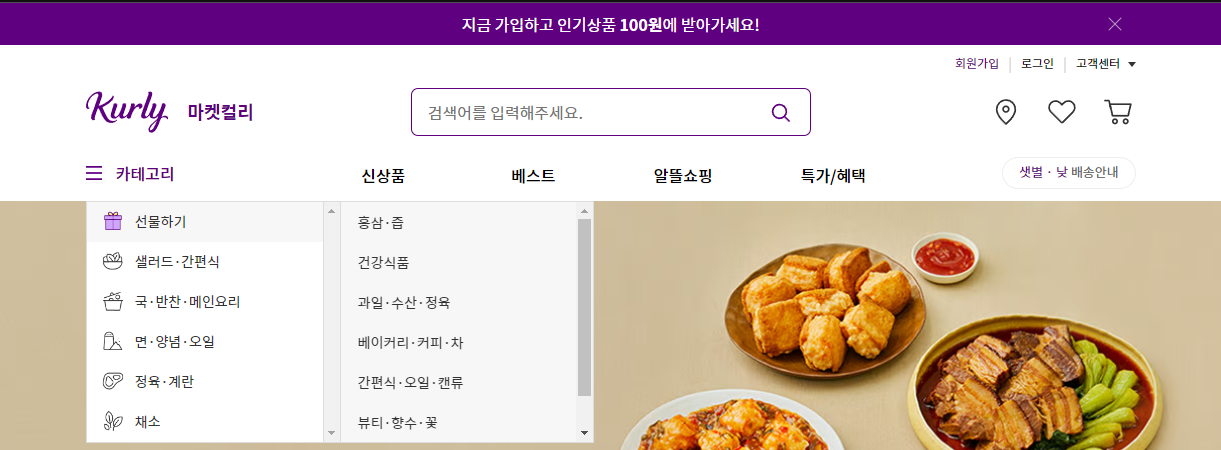 지금 가입하고 인기상품 100원에 받아가세요!
회원가입 로그인 고객센터
Kurly 마켓컬리
검색어를 입력해주세요.
카테고리 신상품 베스트 알뜰쇼핑 특가/혜택 샛별·낮 배송안내
선물하기
샐러드·간편식
국·반찬·메인요리
면·양념·오일
정육·계란
채소
홍삼·즙
건강식품
과일·수산·정육
베이커리·커피·차
간편식·오일·캔류
뷰티·향수·꽃